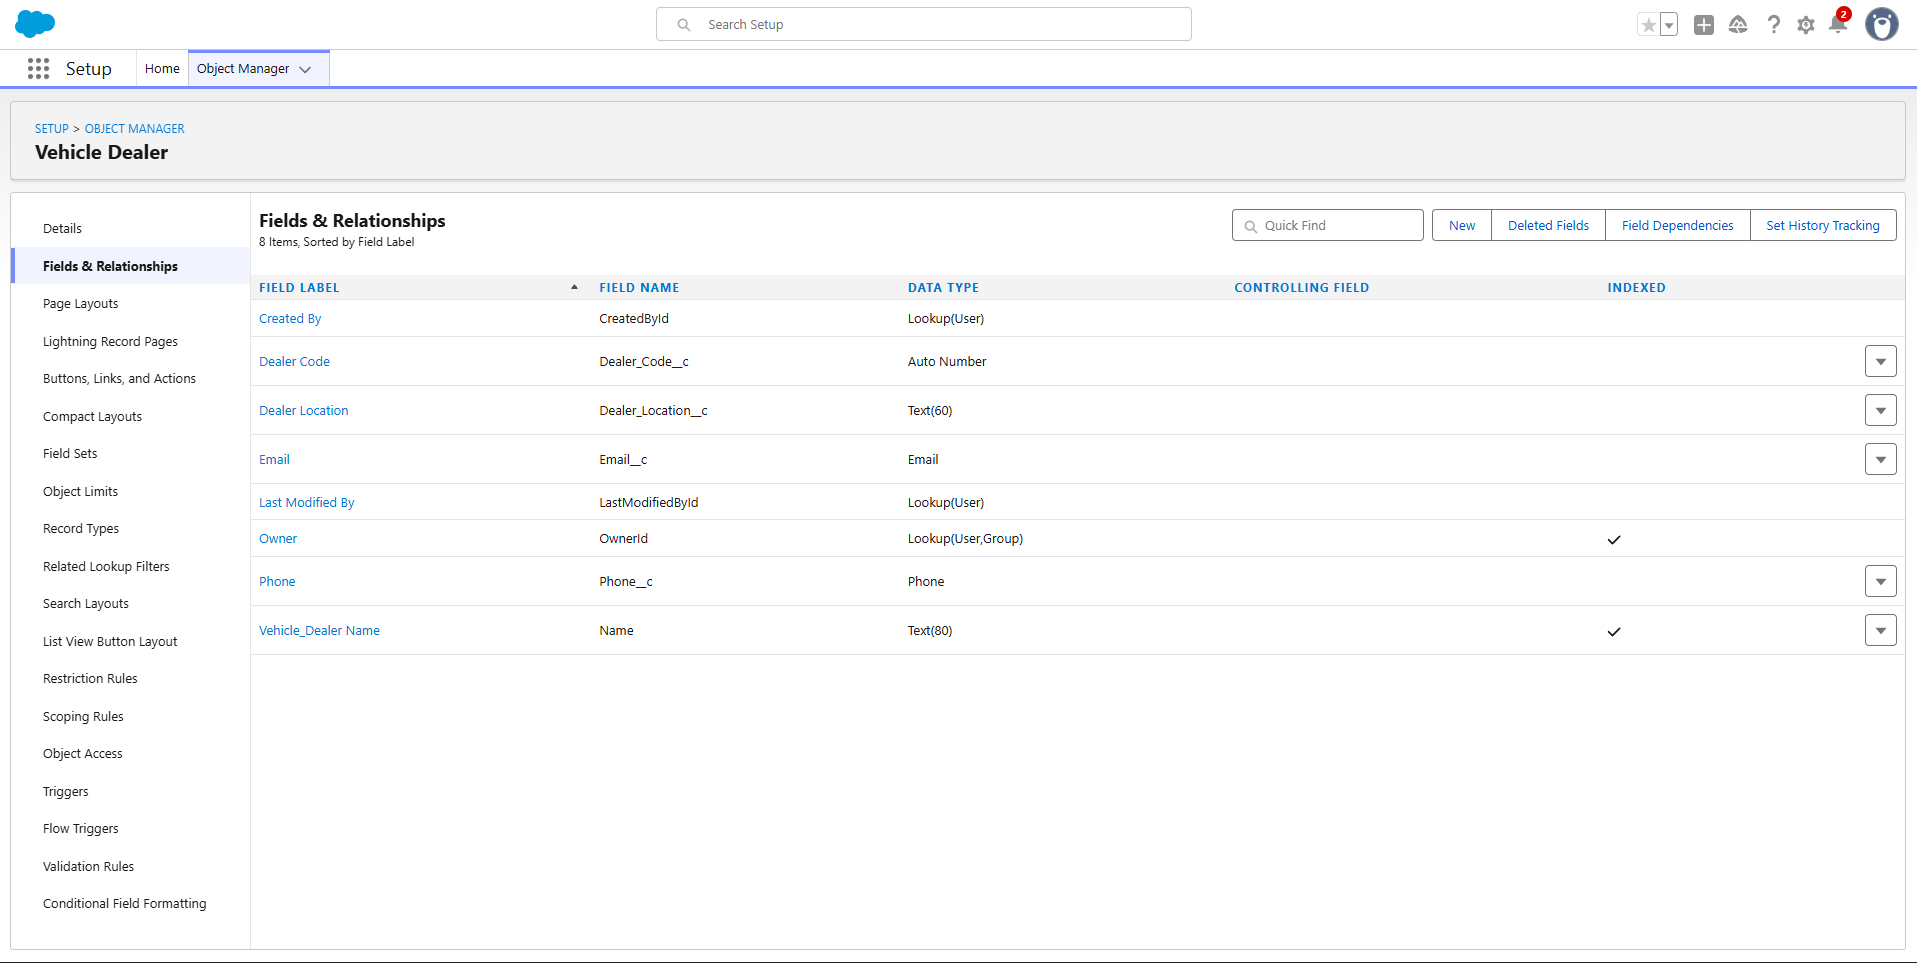 Search Setup
2
Setup
Home
Object Manager
SETUP > OBJECT MANAGER
Vehicle Dealer
Details
Fields & Relationships
Page Layouts
Lightning Record Pages
Buttons, Links, and Actions
Compact Layouts
Field Sets
Object Limits
Record Types
Related Lookup Filters
Search Layouts
List View Button Layout
Restriction Rules
Scoping Rules
Object Access
Triggers
Flow Triggers
Validation Rules
Conditional Field Formatting
Fields & Relationships
8 Items, Sorted by Field Label
Quick Find
New
Deleted Fields
Field Dependencies
Set History Tracking
FIELD LABEL FIELD NAME DATA TYPE CONTROLLING FIELD INDEXED
Created By CreatedById Lookup(User)
Dealer Code Dealer_Code__c Auto Number
Dealer Location Dealer_Location__c Text(60)
Email Email__c Email
Last Modified By LastModifiedById Lookup(User)
Owner OwnerId Lookup(User,Group)
Phone Phone__c Phone
Vehicle_Dealer Name Name Text(80)